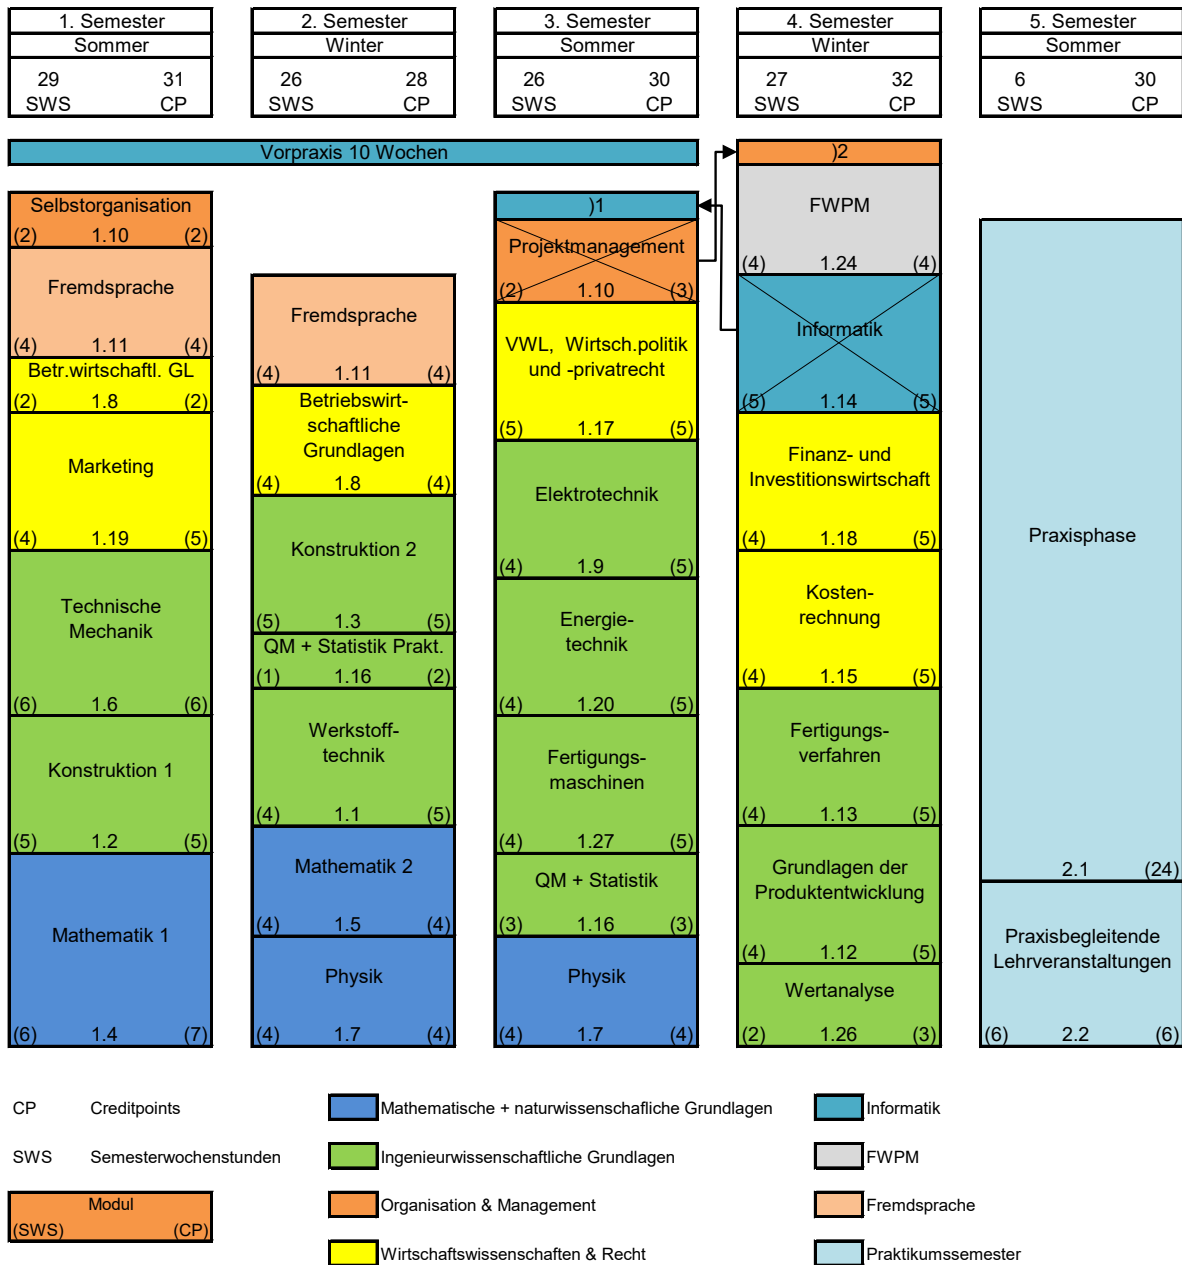 1. Semester
Sommer
29 31
SWS CP
2. Semester
Winter
26 28
SWS CP
3. Semester
Sommer
26 30
SWS CP
4. Semester
Winter
27 32
SWS CP
5. Semester
Sommer
6 30
SWS CP
Vorpraxis 10 Wochen
Selbstorganisation
(2) 1.10 (2)
Fremdsprache
(4) 1.11 (4)
Betr.wirtschaftl. GL
(2) 1.8 (2)
Marketing
(4) 1.19 (5)
Technische
Mechanik
(6) 1.6 (6)
Konstruktion 1
(5) 1.2 (5)
Mathematik 1
(6) 1.4 (7)
Fremdsprache
(4) 1.11 (4)
Betriebswirt-
schaftliche
Grundlagen
(4) 1.8 (4)
Konstruktion 2
(5) 1.3 (5)
QM + Statistik Prakt.
(1) 1.16 (2)
Werkstoff-
technik
(4) 1.1 (5)
Mathematik 2
(4) 1.5 (4)
Physik
(4) 1.7 (4)
)1
Projektmanagement
(2) 1.10 (3)
VWL, Wirtsch.politik
und -privatrecht
(5) 1.17 (5)
Elektrotechnik
(4) 1.9 (5)
Energie-
technik
(4) 1.20 (5)
Fertigungs-
maschinen
(4) 1.27 (5)
QM + Statistik
(3) 1.16 (3)
Physik
(4) 1.7 (4)
)2
FWPM
(4) 1.24 (4)
Informatik
(5) 1.14 (5)
Finanz- und
Investitionswirtschaft
(4) 1.18 (5)
Kosten-
rechnung
(4) 1.15 (5)
Fertigungs-
verfahren
(4) 1.13 (5)
Grundlagen der
Produktentwicklung
(4) 1.12 (5)
Wertanalyse
(2) 1.26 (3)
Praxisphase
2.1 (24)
Praxisbegleitende
Lehrveranstaltungen
(6) 2.2 (6)
CP Creditpoints
SWS Semesterwochenstunden
Modul
(SWS) (CP)
Mathematische + naturwissenschafliche Grundlagen
Ingenieurwissenschaftliche Grundlagen
Organisation & Management
Wirtschaftswissenschaften & Recht
Informatik
FWPM
Fremdsprache
Praktikumssemester